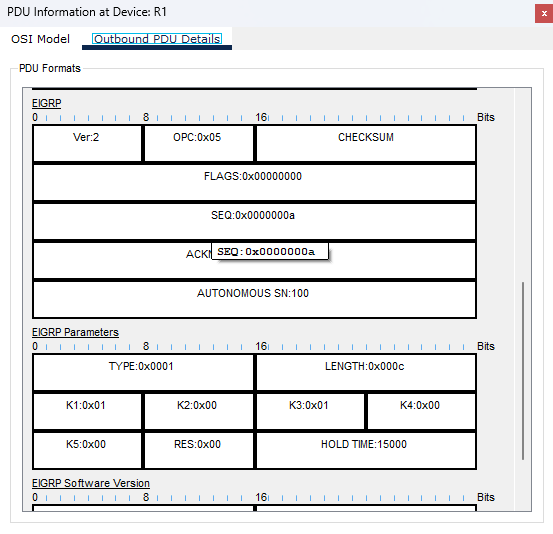 PDU Information at Device: R1
x
OSI Model Outbound PDU Details
PDU Formats
EIGRP
0 8 16 Bits
Ver:2 OPC:0x05 CHECKSUM
FLAGS:0x00000000
SEQ:0x0000000a
SEQ:0x0000000a
AUTONOMOUS SN:100
EIGRP Parameters
0 8 16 Bits
TYPE:0x0001 LENGTH:0x000c
K1:0x01 K2:0x00 K3:0x01 K4:0x00
K5:0x00 RES:0x00 HOLD TIME:15000
EIGRP Software Version
0 8 16 Bits